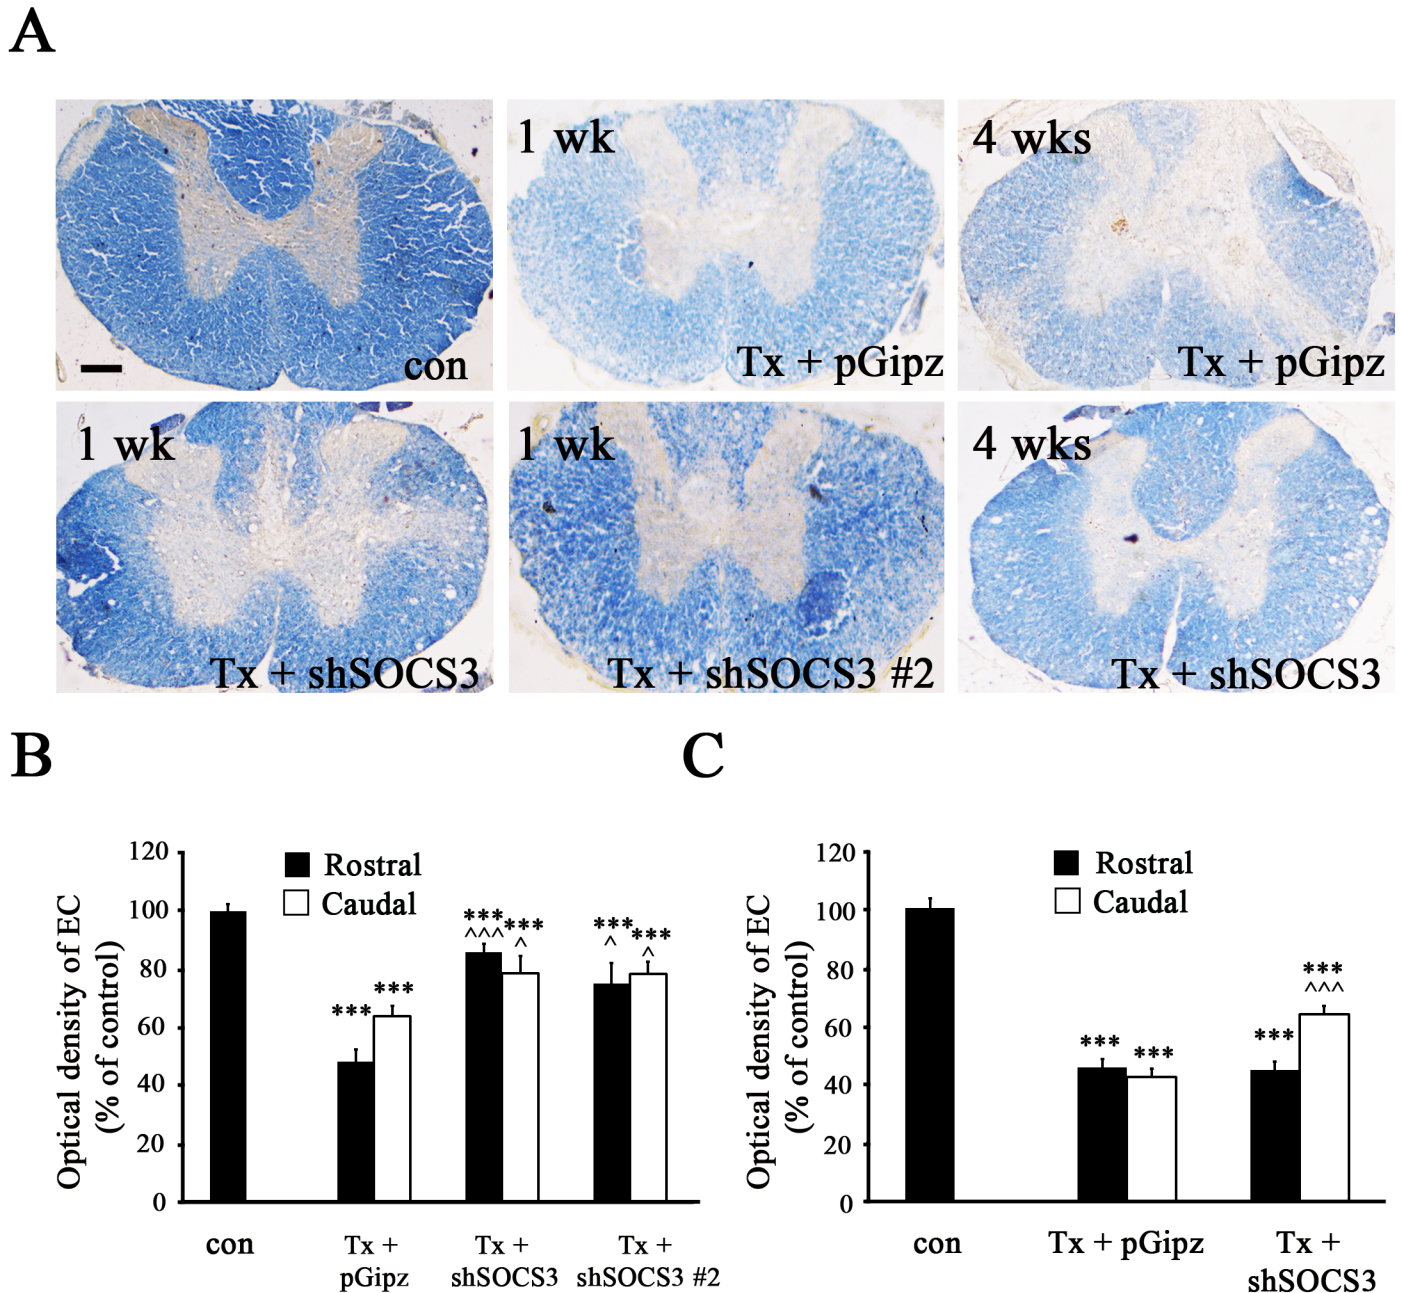 A
con
1 wk
Tx + pGipz
4 wks
Tx + pGipz
1 wk
Tx + shSOCS3
1 wk
Tx + shSOCS3 #2
4 wks
Tx + shSOCS3
B
Optical density of EC
(% of control)
120
100
80
60
40
20
0
Rostral
Caudal
***
***
***
^^^
***
^
***
^
***
^
con
Tx +
pGipz
Tx +
shSOCS3
Tx +
shSOCS3 #2
C
Optical density of EC
(% of control)
120
100
80
60
40
20
0
Rostral
Caudal
***
***
***
***
^^^
con
Tx + pGipz
Tx +
shSOCS3